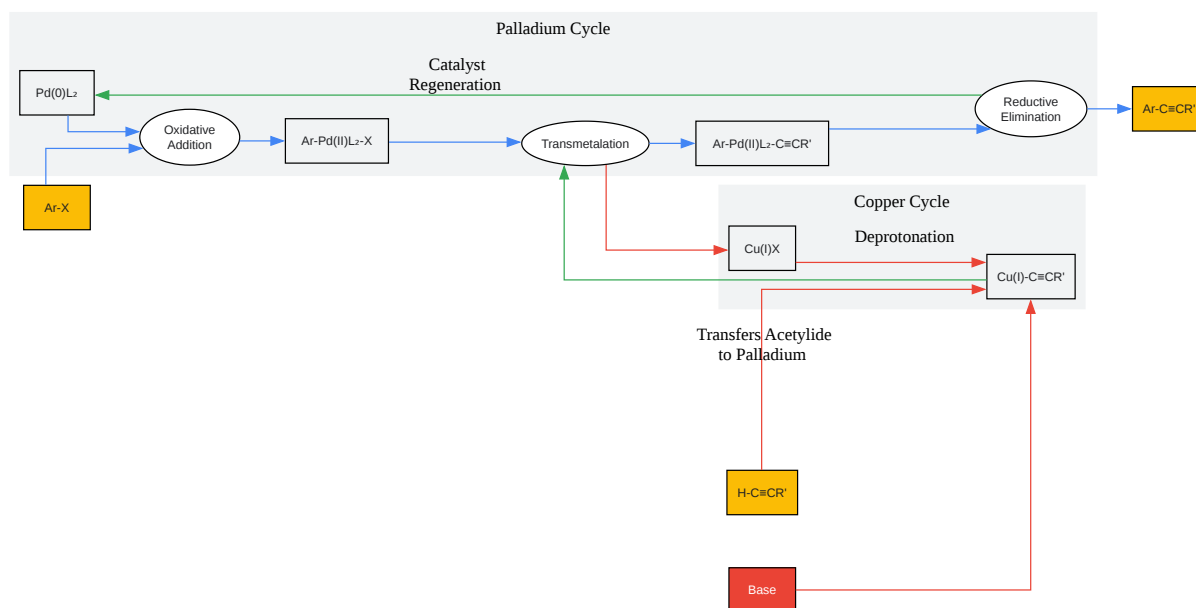 Palladium Cycle
Catalyst
Regeneration
Pd(0)L₂
Oxidative
Addition
Ar-Pd(II)L₂-X
Transmetalation
Ar-Pd(II)L₂-C≡CR'
Reductive
Elimination
Ar-C≡CR'
Ar-X
Copper Cycle
Deprotonation
Cu(I)X
Cu(I)-C≡CR'
Transfers Acetylide
to Palladium
H-C≡CR'
Base